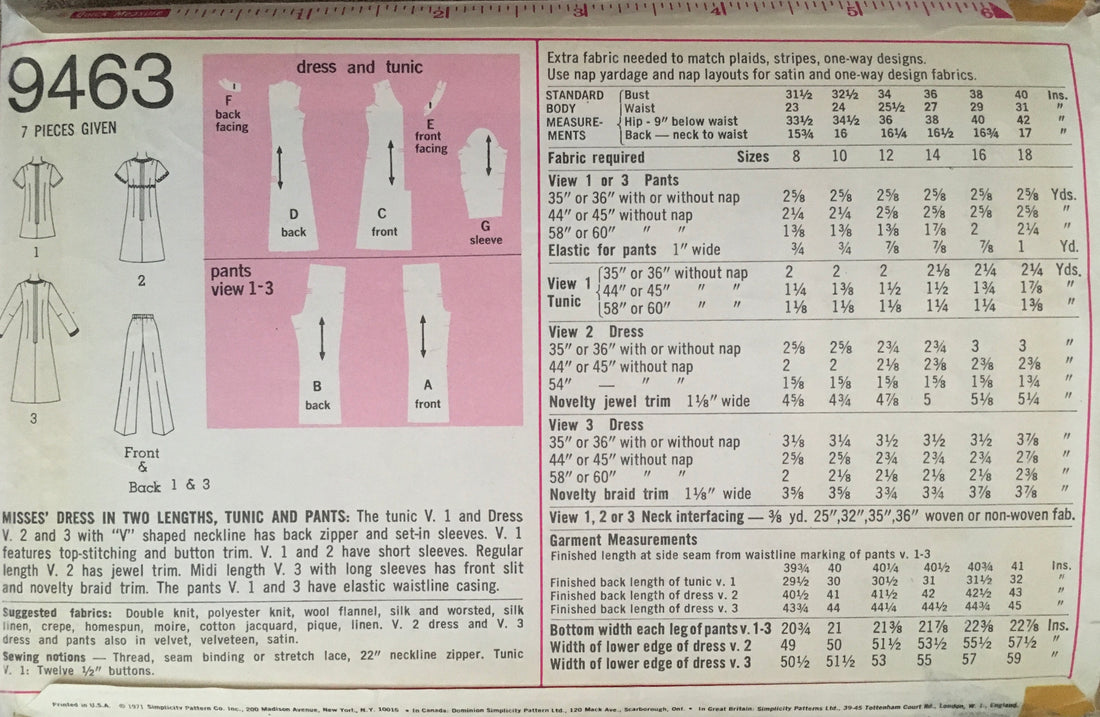 Quick Measure 1 2 3 4 5 6
9463
7 PIECES GIVEN
1
2
3
Front
&
Back 1 & 3
dress and tunic
F
back
facing
E
front
facing
D
back
C
front
G
sleeve
pants
view 1-3
B
back
A
front
MISSES' DRESS IN TWO LENGTHS, TUNIC AND PANTS: The tunic V. 1 and Dress
V. 2 and 3 with "V" shaped neckline has back zipper and set-in sleeves. V. 1
features top-stitching and button trim. V. 1 and 2 have short sleeves. Regular
length V. 2 has jewel trim. Midi length V. 3 with long sleeves has front slit
and novelty braid trim. The pants V. 1 and 3 have elastic waistline casing.
Suggested fabrics: Double knit, polyester knit, wool flannel, silk and worsted, silk
linen, crepe, homespun, moire, cotton jacquard, pique, linen. V. 2 dress and V. 3
dress and pants also in velvet, velveteen, satin.
Sewing notions — Thread, seam binding or stretch lace, 22" neckline zipper. Tunic
V. 1: Twelve ½" buttons.
Extra fabric needed to match plaids, stripes, one-way designs.
Use nap yardage and nap layouts for satin and one-way design fabrics.
STANDARD Bust 31½ 32½ 34 36 38 40 Ins.
BODY Waist 23 24 25½ 27 29 31 "
MEASURE- Hip - 9" below waist 33½ 34½ 36 38 40 42 "
MENTS Back — neck to waist 15¾ 16 16¼ 16½ 16¾ 17 "
Fabric required Sizes 8 10 12 14 16 18
View 1 or 3 Pants
35" or 36" with or without nap 2⅝ 2⅝ 2⅝ 2⅝ 2⅝ 2⅝ Yds.
44" or 45" without nap 2¼ 2¼ 2⅝ 2⅝ 2⅝ 2⅝ "
58" or 60" " " 1⅜ 1⅜ 1⅜ 1⅞ 2 2¼ "
Elastic for pants 1" wide ¾ ¾ ⅞ ⅞ ⅞ 1 Yd.
35" or 36" without nap 2 2 2 2⅛ 2¼ 2¼ Yds.
View 1 44" or 45" " " 1¼ 1⅜ 1½ 1½ 1¾ 1⅞ "
Tunic 58" or 60" " " 1⅛ 1⅛ 1⅛ 1¼ 1¼ 1⅜ "
View 2 Dress
35" or 36" with or without nap 2⅝ 2⅝ 2¾ 2¾ 3 3 "
44" or 45" without nap 2 2 2⅛ 2⅜ 2⅜ 2⅜ "
54" — " " 1⅝ 1⅝ 1⅝ 1⅝ 1⅝ 1¾ "
Novelty jewel trim 1⅛" wide 4⅝ 4¾ 4⅞ 5 5⅛ 5¼ "
View 3 Dress
35" or 36" with or without nap 3⅛ 3¼ 3½ 3½ 3½ 3⅞ "
44" or 45" without nap 2⅝ 2⅝ 2¾ 2¾ 2¾ 2⅞ "
58" or 60" " " 2 2⅛ 2⅛ 2⅛ 2⅛ 2⅜ "
Novelty braid trim 1⅛" wide 3⅝ 3⅝ 3¾ 3¾ 3⅞ 3⅞ "
View 1, 2 or 3 Neck interfacing — ⅜ yd. 25",32",35",36" woven or non-woven fab.
Garment Measurements
Finished length at side seam from waistline marking of pants v. 1-3
39¾ 40 40¼ 40½ 40¾ 41 Ins.
Finished back length of tunic v. 1 29½ 30 30½ 31 31½ 32 "
Finished back length of dress v. 2 40½ 41 41½ 42 42½ 43 "
Finished back length of dress v. 3 43¾ 44 44¼ 44½ 44¾ 45 "
Bottom width each leg of pants v. 1-3 20¾ 21 21⅜ 21⅞ 22⅜ 22⅞ Ins.
Width of lower edge of dress v. 2 49 50 51½ 53½ 55½ 57½ "
Width of lower edge of dress v. 3 50½ 51½ 53 55 57 59 "
Printed in U.S.A. © 1971 Simplicity Pattern Co. Inc., 200 Madison Avenue, New York, N.Y. 10016 • In Canada: Dominion Simplicity Pattern Ltd., 120 Mack Ave., Scarborough, Ont. • In Great Britain: Simplicity Patterns Ltd., 39-45 Tottenham Court Rd., London, W. 1., England.